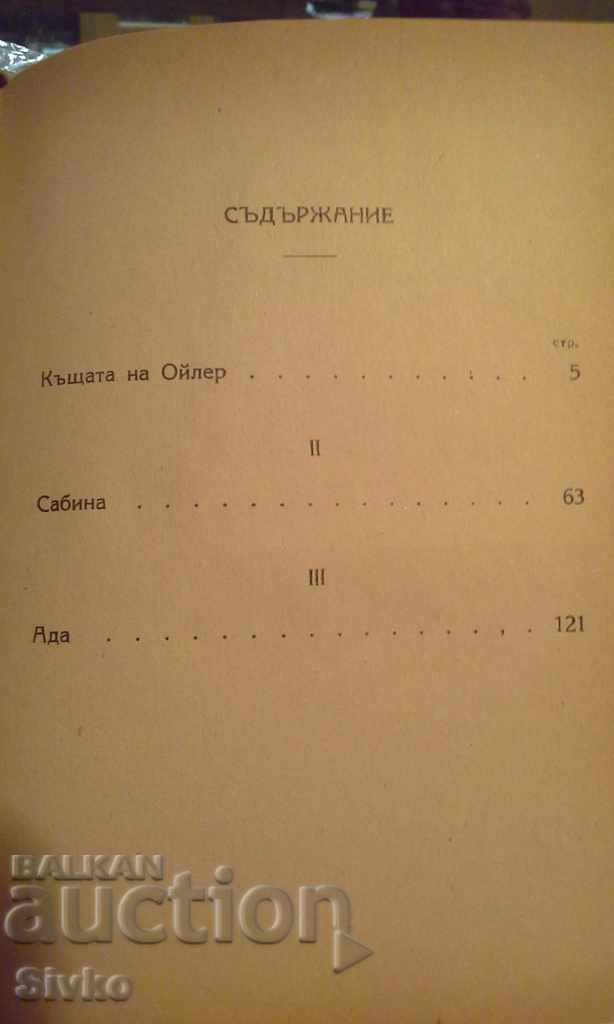 СЪДЪРЖАНИЕ
стр.
Къщата на Ойлер . . . . . . . . . . . 5
II
Сабина . . . . . . . . . . . . . . . 63
III
Ада . . . . . . . . . . . . . . . . 121
BALKAN
auction
Sivko